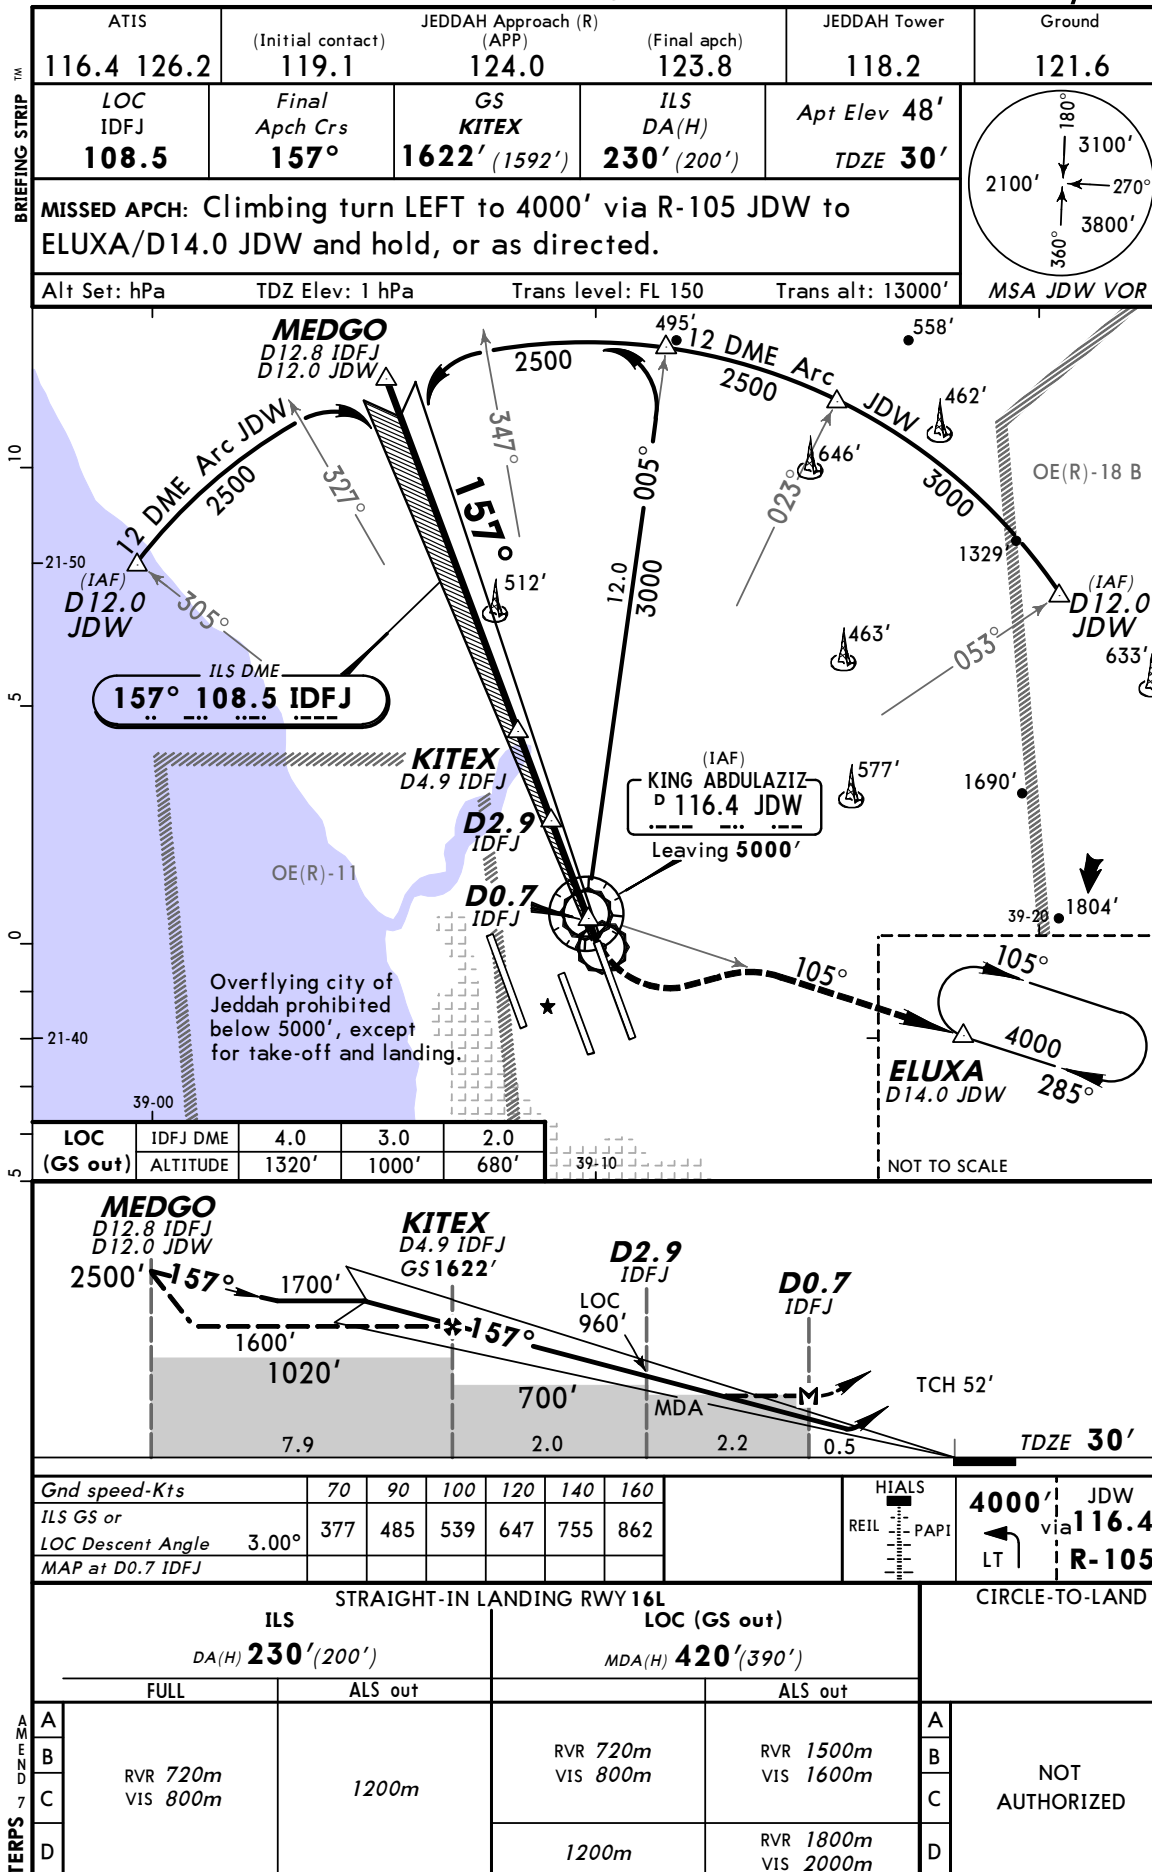 ATIS
116.4 126.2
JEDDAH Approach (R)
(Initial contact) (APP) (Final apch)
119.1 124.0 123.8
JEDDAH Tower
118.2
Ground
121.6
BRIEFING STRIP TM
LOC
IDFJ
108.5
Final
Apch Crs
157°
GS
KITEX
1622' (1592')
ILS
DA(H)
230' (200')
Apt Elev 48'
TDZE 30'
MISSED APCH: Climbing turn LEFT to 4000' via R-105 JDW to
ELUXA/D14.0 JDW and hold, or as directed.
Alt Set: hPa TDZ Elev: 1 hPa Trans level: FL 150 Trans alt: 13000'
180°
3100'
2100'
270°
3800'
360°
MSA JDW VOR
MEDGO
D12.8 IDFJ
D12.0 JDW
495'
558'
12 DME Arc JDW
2500
2500
3000
12 DME Arc JDW
2500
462'
646'
OE(R)-18 B
347°
327°
023°
005°
12.0
3000
157°
1329'
10
21-50
(IAF)
D12.0
JDW
305°
512'
(IAF)
D12.0
JDW
053°
463'
633'
ILS DME
157° 108.5 IDFJ
5
KITEX
D4.9 IDFJ
(IAF)
KING ABDULAZIZ
D 116.4 JDW
Leaving 5000'
577'
1690'
D2.9
IDFJ
OE(R)-11
D0.7
IDFJ
39-20
1804'
0
105°
105°
4000
285°
ELUXA
D14.0 JDW
NOT TO SCALE
Overflying city of
Jeddah prohibited
below 5000', except
for take-off and landing.
21-40
39-00
39-10
5
LOC
(GS out)
IDFJ DME 4.0 3.0 2.0
ALTITUDE 1320' 1000' 680'
MEDGO
D12.8 IDFJ
D12.0 JDW
2500'
157°
1700'
1600'
1020'
KITEX
D4.9 IDFJ
GS 1622'
157°
D2.9
IDFJ
LOC
960'
D0.7
IDFJ
700'
MDA
M
TCH 52'
7.9 2.0 2.2 0.5
TDZE 30'
Gnd speed-Kts 70 90 100 120 140 160
ILS GS or
LOC Descent Angle 3.00° 377 485 539 647 755 862
MAP at D0.7 IDFJ
HIALS
REIL PAPI
4000'
LT
via
JDW
116.4
R-105
STRAIGHT-IN LANDING RWY 16L
CIRCLE-TO-LAND
ILS
DA(H) 230' (200')
LOC (GS out)
MDA(H) 420' (390')
FULL ALS out ALS out
A
B
C
D
RVR 720m
VIS 800m
1200m
RVR 720m
VIS 800m
1200m
RVR 1500m
VIS 1600m
RVR 1800m
VIS 2000m
A
B
C
D
NOT
AUTHORIZED
AMEND 7
TERPS